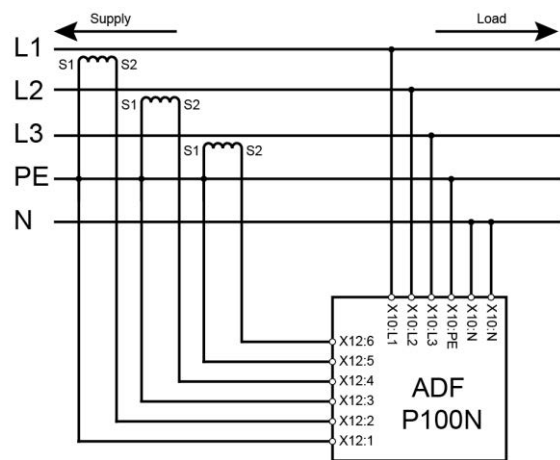 Supply
Load
L1
S1 S2
L2
S1 S2
L3
S1 S2
PE
N
X10:L1
X10:L2
X10:L3
X10:PE
X10:N
X10:N
X12:6
X12:5
X12:4
X12:3
X12:2
X12:1
ADF
P100N